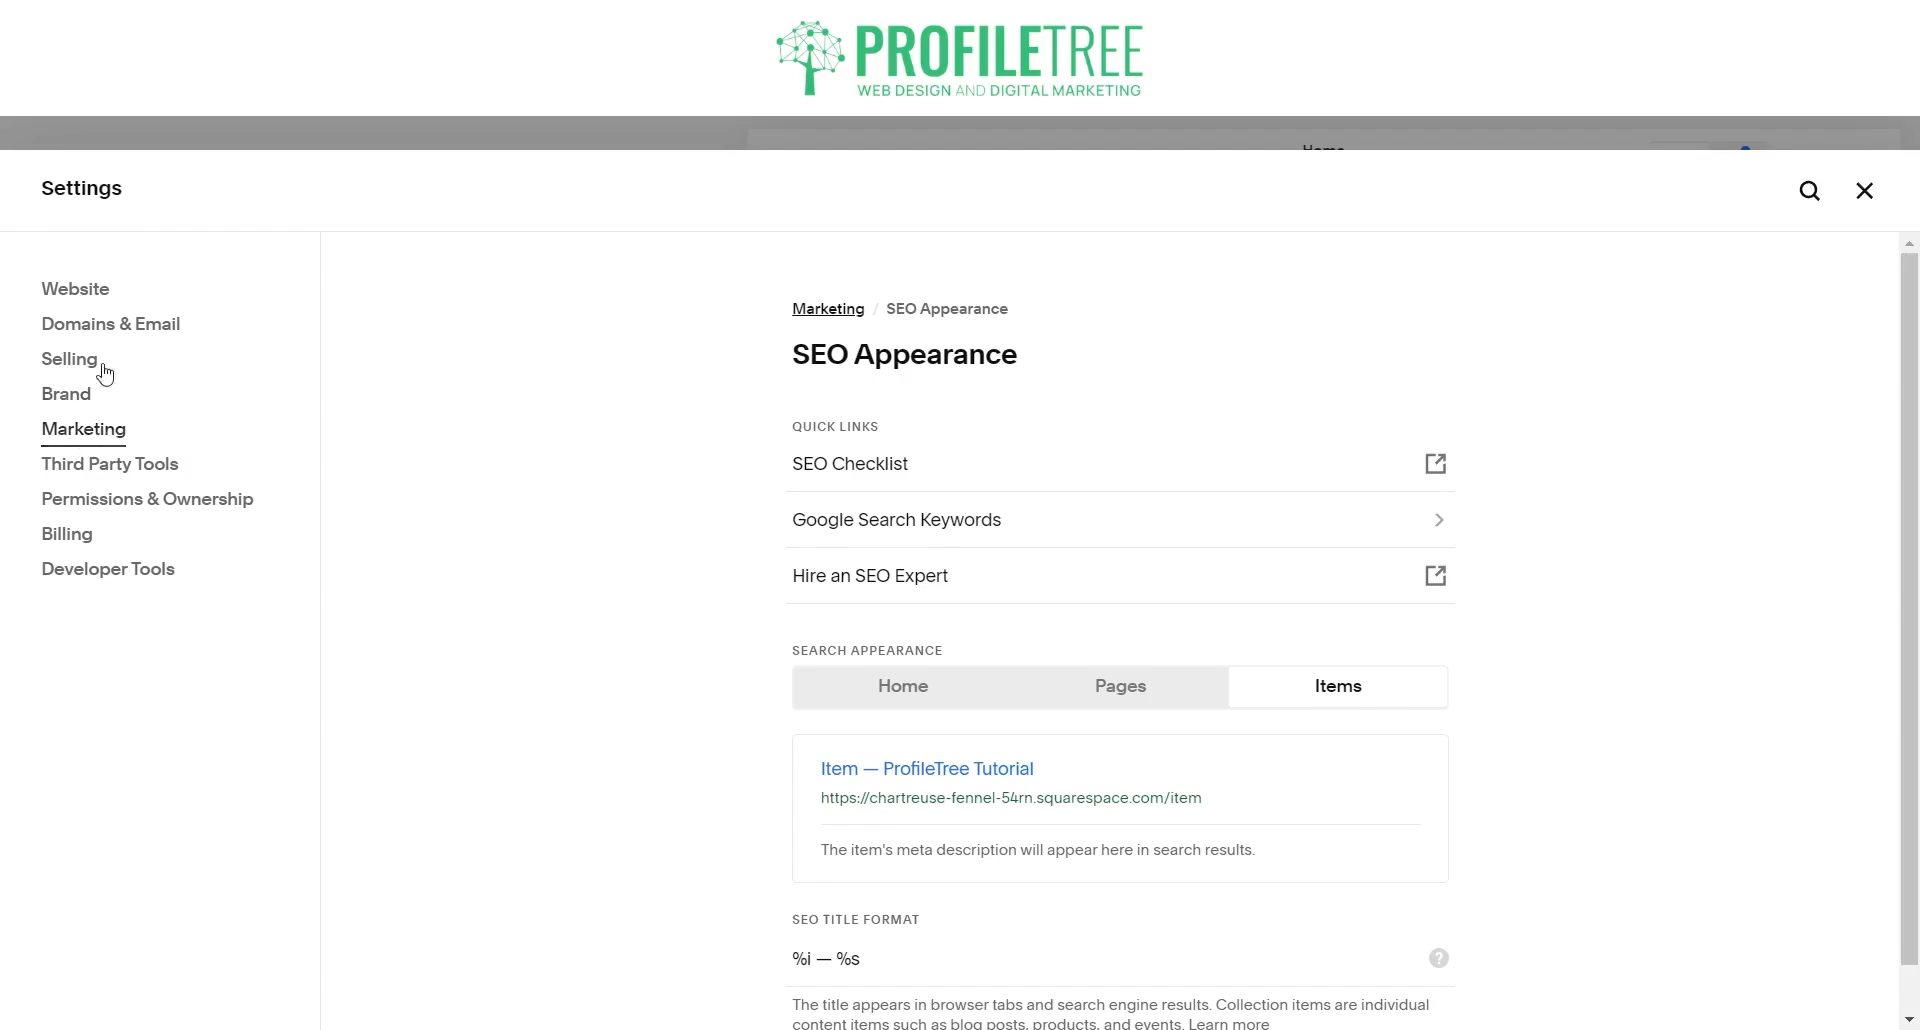 PROFILETREE
WEB DESIGN AND DIGITAL MARKETING
Home
Settings
Website
Domains & Email
Selling
Brand
Marketing
Third Party Tools
Permissions & Ownership
Billing
Developer Tools
Marketing / SEO Appearance
SEO Appearance
QUICK LINKS
SEO Checklist
Google Search Keywords
Hire an SEO Expert
SEARCH APPEARANCE
Home Pages Items
Item — ProfileTree Tutorial
https://chartreuse-fennel-54rn.squarespace.com/item
The item's meta description will appear here in search results.
SEO TITLE FORMAT
%i — %s
?
The title appears in browser tabs and search engine results. Collection items are individual
content items such as blog posts, products, and events. Learn more